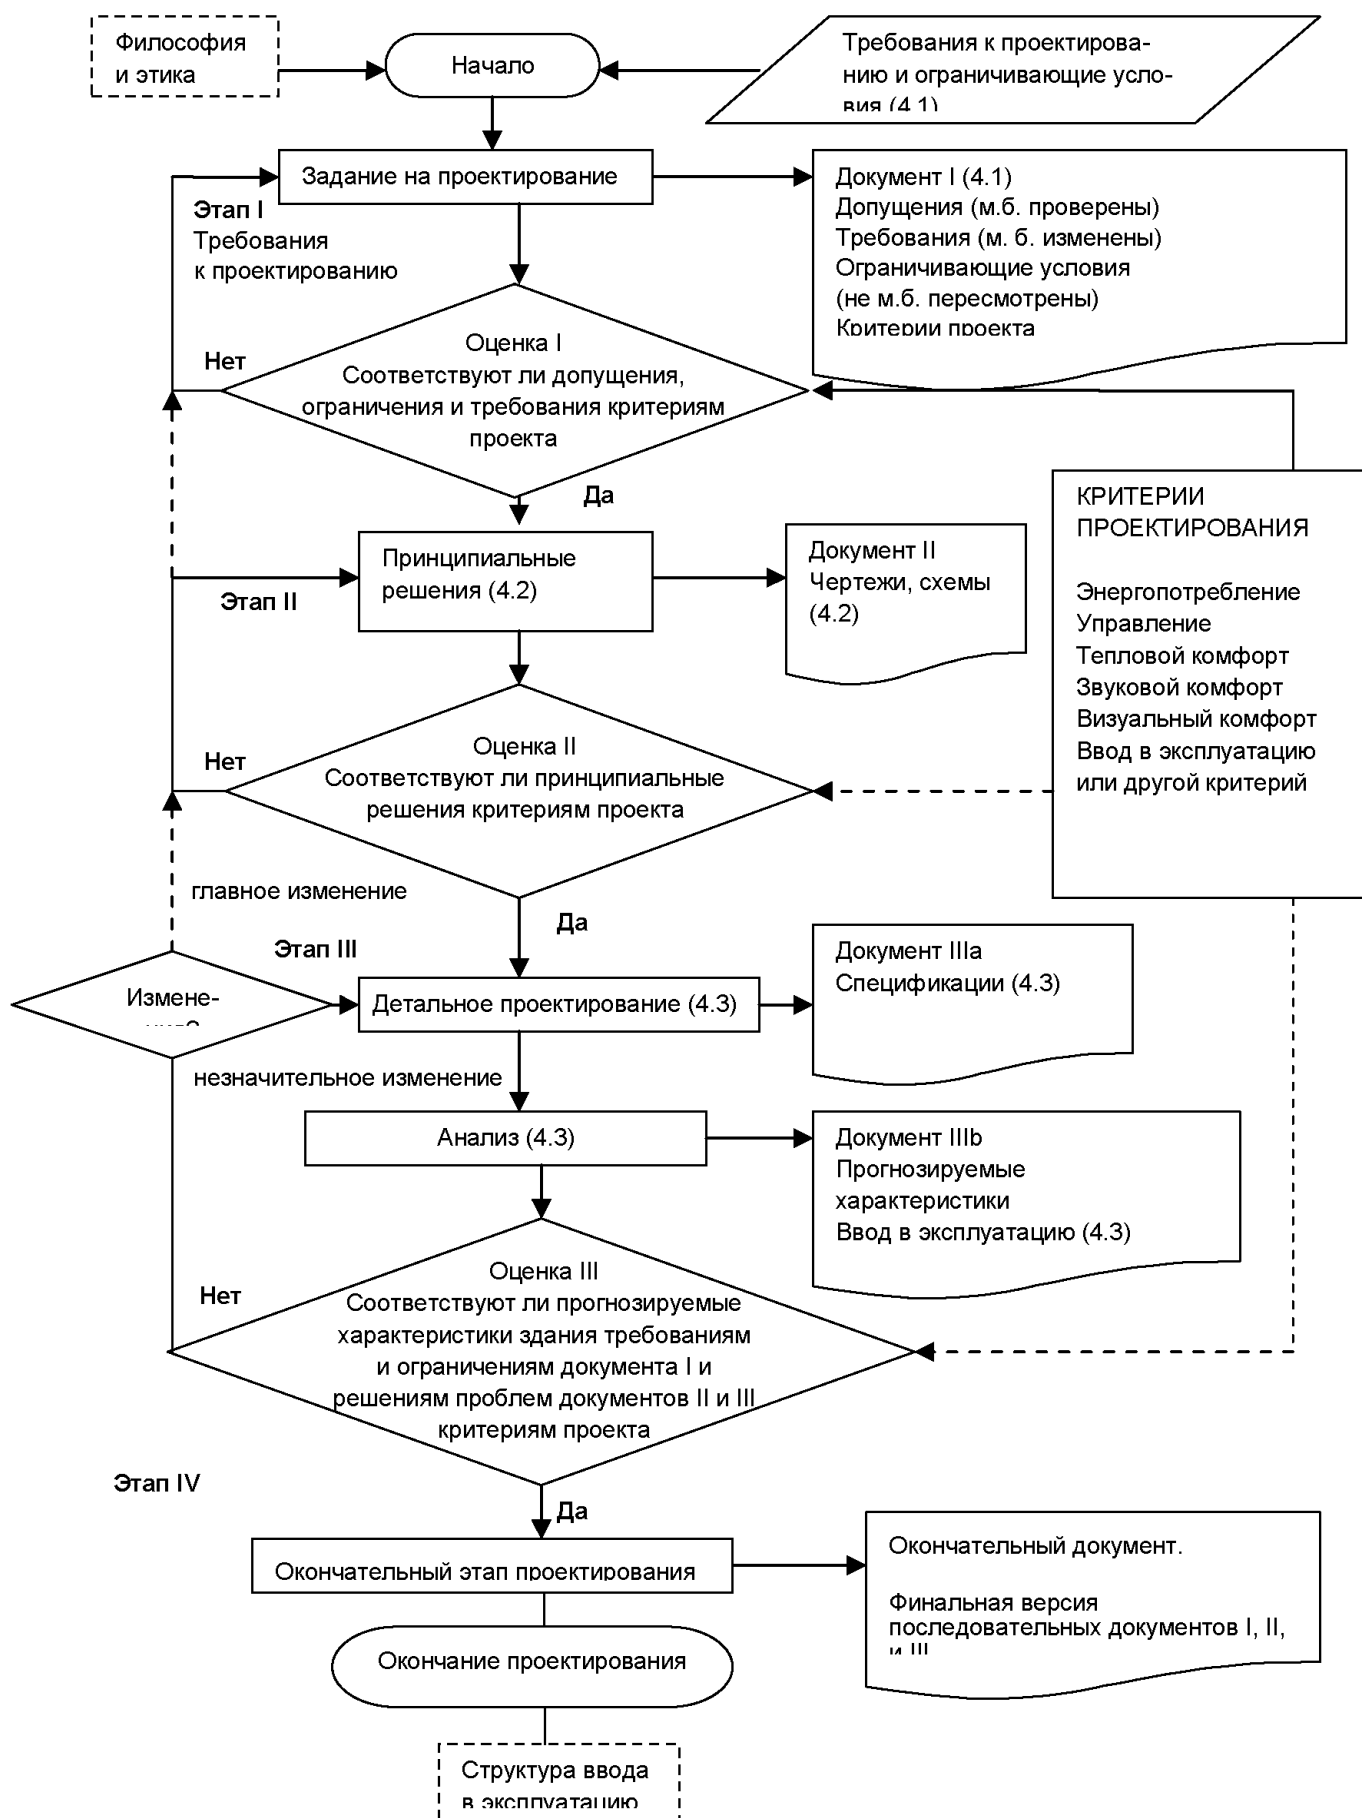 Философия
и этика
Начало
Требования к проектирова-
нию и ограничивающие усло-
вия (4.1)
Задание на проектирование
Этап I
Требования
к проектированию
Документ I (4.1)
Допущения (м.б. проверены)
Требования (м. б. изменены)
Ограничивающие условия
(не м.б. пересмотрены)
Критерии проекта
Оценка I
Соответствуют ли допущения,
ограничения и требования критериям
проекта
Нет
Да
КРИТЕРИИ
ПРОЕКТИРОВАНИЯ
Энергопотребление
Управление
Тепловой комфорт
Звуковой комфорт
Визуальный комфорт
Ввод в эксплуатацию
или другой критерий
Принципиальные
решения (4.2)
Этап II
Документ II
Чертежи, схемы
(4.2)
Оценка II
Соответствуют ли принципиальные
решения критериям проекта
Нет
главное изменение
Да
Этап III
Измене-
Детальное проектирование (4.3)
Документ IIIa
Спецификации (4.3)
незначительное изменение
Анализ (4.3)
Документ IIIb
Прогнозируемые
характеристики
Ввод в эксплуатацию (4.3)
Оценка III
Соответствуют ли прогнозируемые
характеристики здания требованиям
и ограничениям документа I и
решениям проблем документов II и III
критериям проекта
Нет
Этап IV
Да
Окончательный этап проектирования
Окончательный документ.
Финальная версия
последовательных документов I, II,
и III
Окончание проектирования
Структура ввода
в эксплуатацию